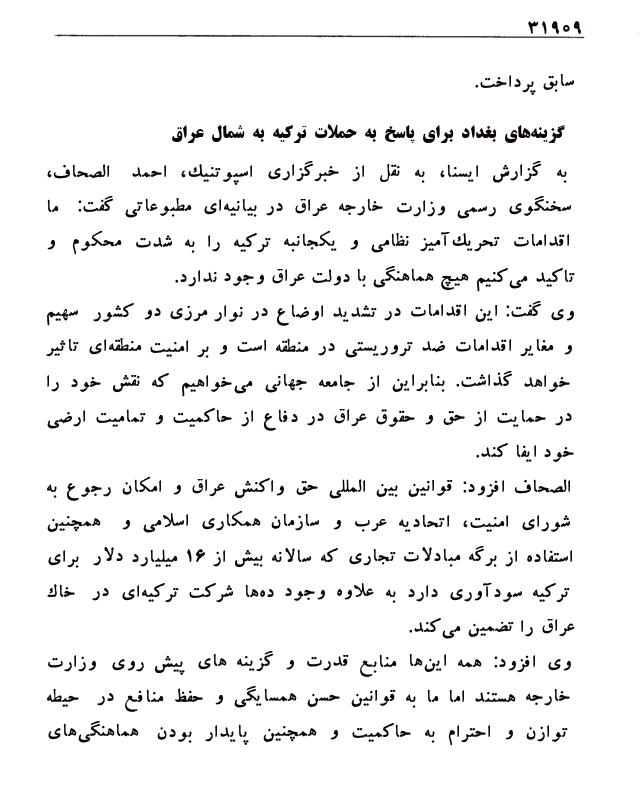 ۳۱۹۰۹
سابق پرداخت.
گزینه‌های بغداد برای پاسخ به حملات ترکیه به شمال عراق
به گزارش ایسنا، به نقل از خبرگزاری اسپوتنیك، احمد الصحاف،
سخنگوی رسمی وزارت خارجه عراق در بیانیه‌ای مطبوعاتی گفت: ما
اقدامات تحریك‌آمیز نظامی و یکجانبه ترکیه را به شدت محکوم و
تاکید می‌کنیم هیچ هماهنگی با دولت عراق وجود ندارد.
وی گفت: این اقدامات در تشدید اوضاع در نوار مرزی دو کشور سهیم
و مغایر اقدامات ضد تروریستی در منطقه است و بر امنیت منطقه‌ای تاثیر
خواهد گذاشت. بنابراین از جامعه جهانی می‌خواهیم که نقش خود را
در حمایت از حق و حقوق عراق در دفاع از حاکمیت و تمامیت ارضی
خود ایفا کند.
الصحاف افزود: قوانین بین المللی حق واکنش عراق و امکان رجوع به
شورای امنیت، اتحادیه عرب و سازمان همکاری اسلامی و همچنین
استفاده از برگه مبادلات تجاری که سالانه بیش از ۱۶ میلیارد دلار برای
ترکیه سودآوری دارد به علاوه وجود ده‌ها شرکت ترکیه‌ای در خاك
عراق را تضمین می‌کند.
وی افزود: همه این‌ها منابع قدرت و گزینه های پیش روی وزارت
خارجه هستند اما ما به قوانین حسن همسایگی و حفظ منافع در حیطه
توازن و احترام به حاکمیت و همچنین پایدار بودن هماهنگی‌های